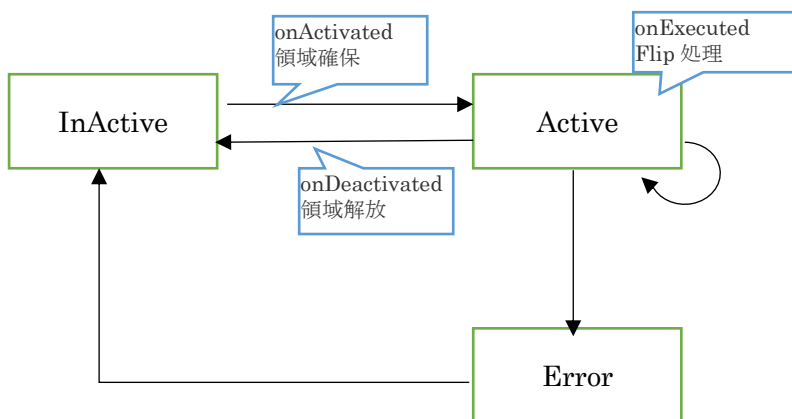 onActivated
領域確保
onExecuted
Flip 処理
InActive
Active
onDeactivated
領域解放
Error